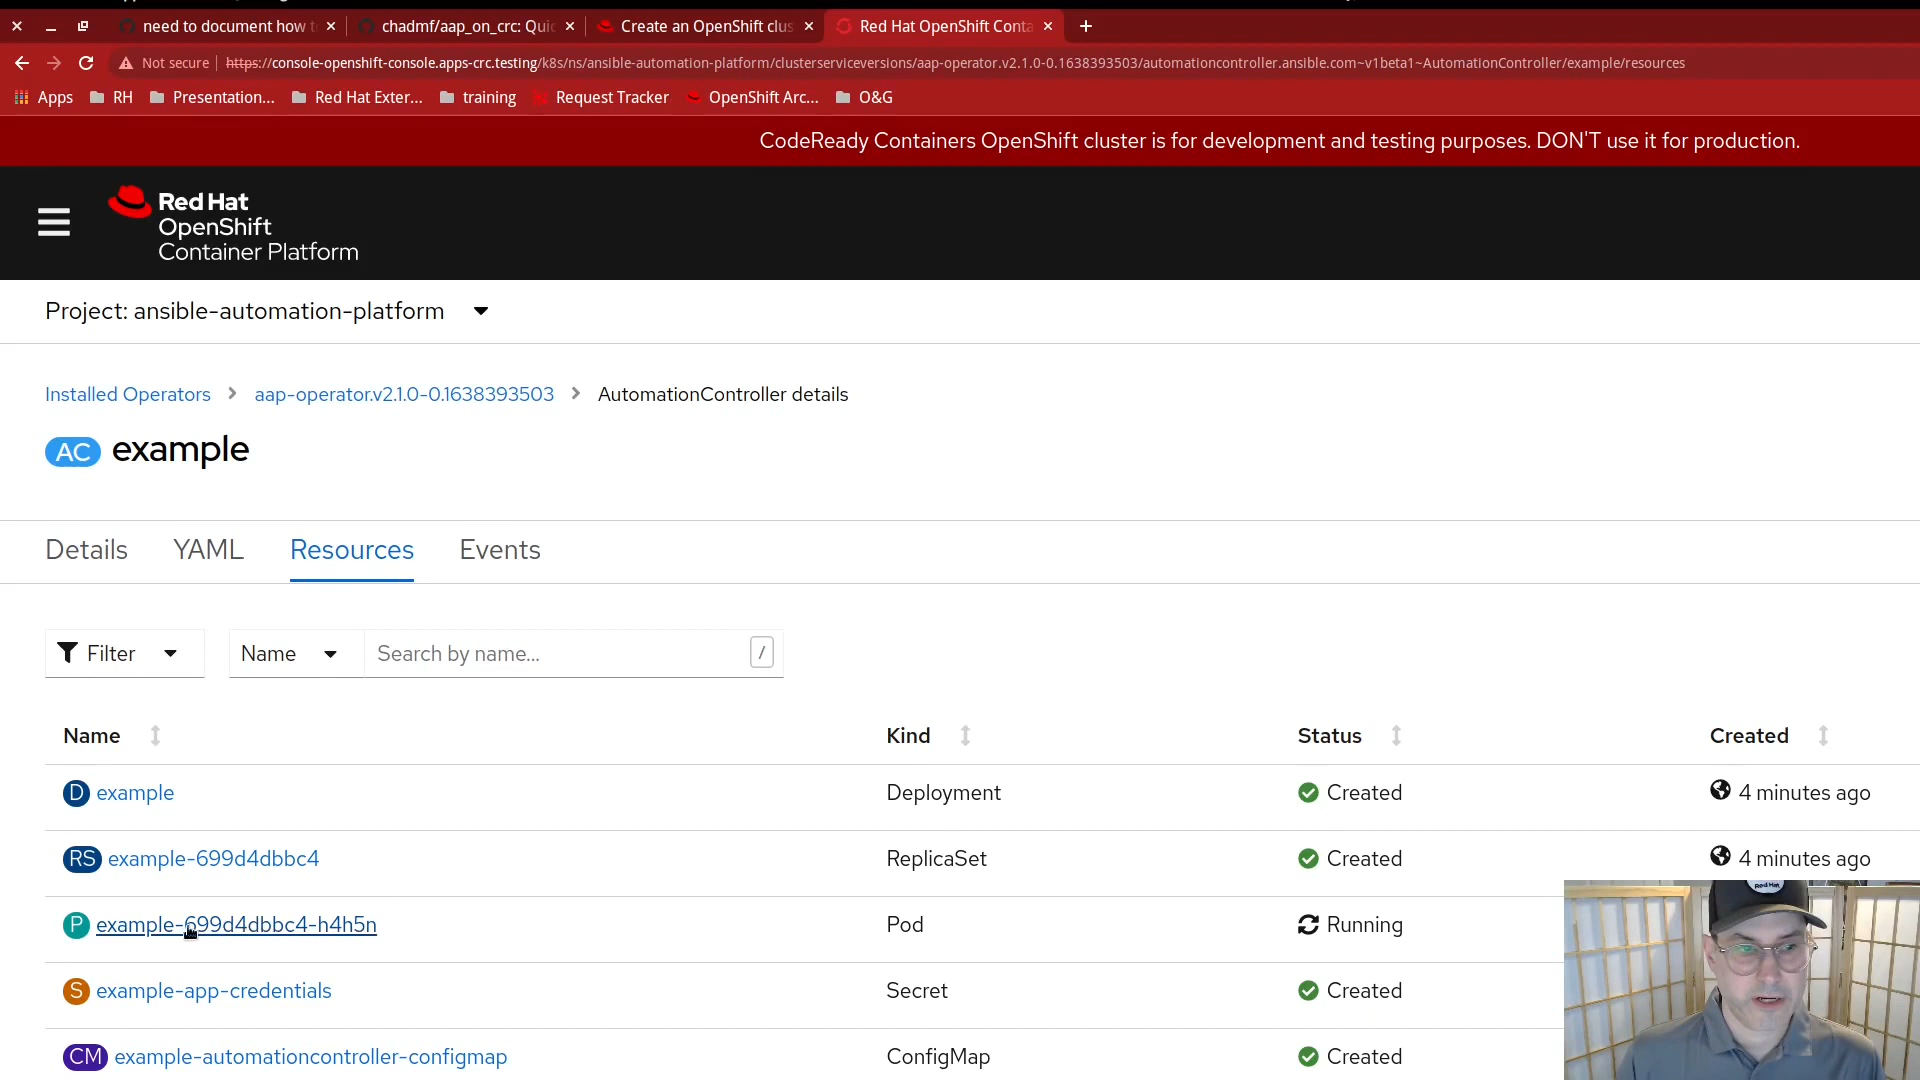 need to document how t
chadmf/aap_on_crc: Quic
Create an OpenShift clus
Red Hat OpenShift Conta
Not secure
https://console-openshift-console.apps-crc.testing/k8s/ns/ansible-automation-platform/clusterserviceversions/aap-operator.v2.1.0-0.1638393503/automationcontroller.ansible.com~v1beta1~AutomationController/example/resources
Apps RH Presentation... Red Hat Exter... training Request Tracker OpenShift Arc... O&G
CodeReady Containers OpenShift cluster is for development and testing purposes. DON'T use it for production.
Red Hat
OpenShift
Container Platform
Project: ansible-automation-platform
Installed Operators > aap-operator.v2.1.0-0.1638393503 > AutomationController details
AC example
Details YAML Resources Events
Filter Name Search by name... /
Name Kind Status Created
D example Deployment Created 4 minutes ago
RS example-699d4dbbc4 ReplicaSet Created 4 minutes ago
P example-699d4dbbc4-h4h5n Pod Running
S example-app-credentials Secret Created
CM example-automationcontroller-configmap ConfigMap Created
Red Hat